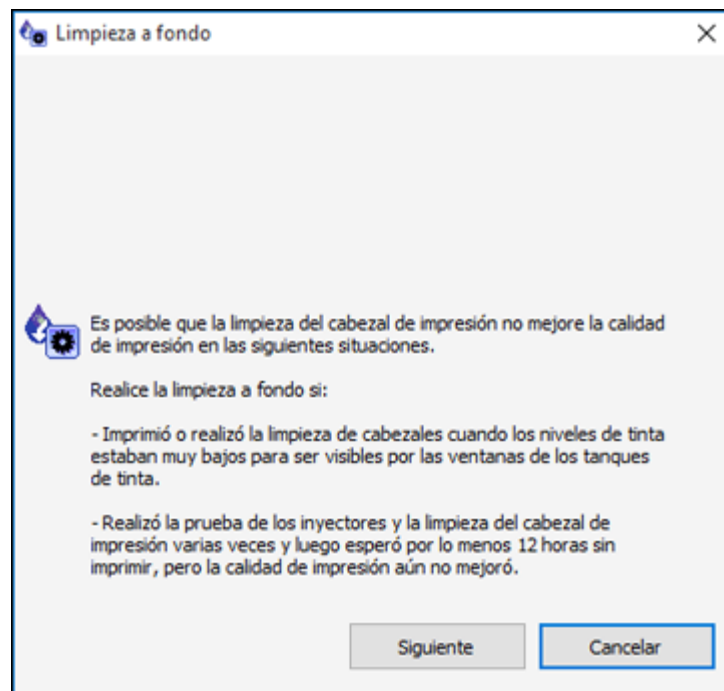 Limpieza a fondo
Es posible que la limpieza del cabezal de impresión no mejore la calidad
de impresión en las siguientes situaciones.
Realice la limpieza a fondo si:
- Imprimió o realizó la limpieza de cabezales cuando los niveles de tinta
estaban muy bajos para ser visibles por las ventanas de los tanques
de tinta.
- Realizó la prueba de los inyectores y la limpieza del cabezal de
impresión varias veces y luego esperó por lo menos 12 horas sin
imprimir, pero la calidad de impresión aún no mejoró.
Siguiente
Cancelar